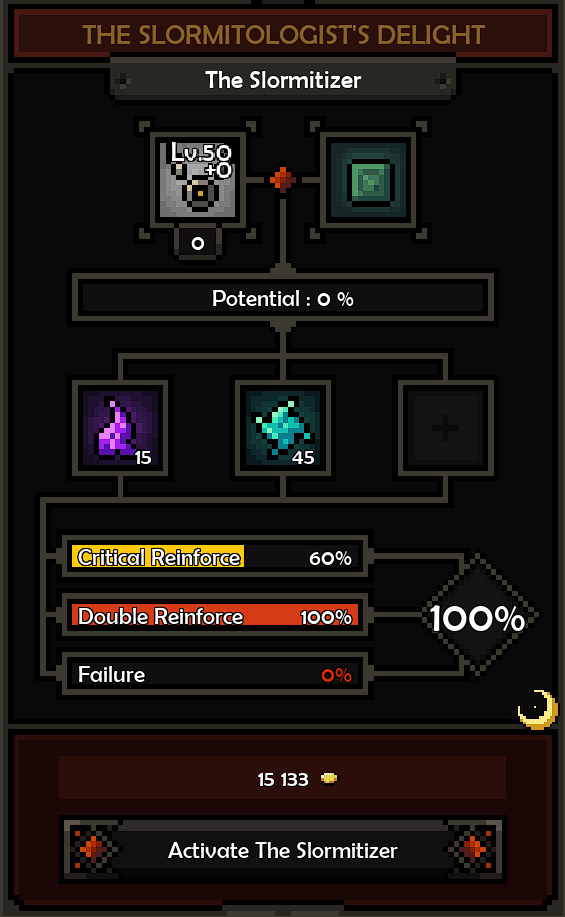 THE SLORMITOLOGIST'S DELIGHT
The Slormitizer
Lv.50
+0
0
Potential : 0 %
15
45
Critical Reinforce 60%
Double Reinforce 100%
100%
Failure 0%
15 133
Activate The Slormitizer